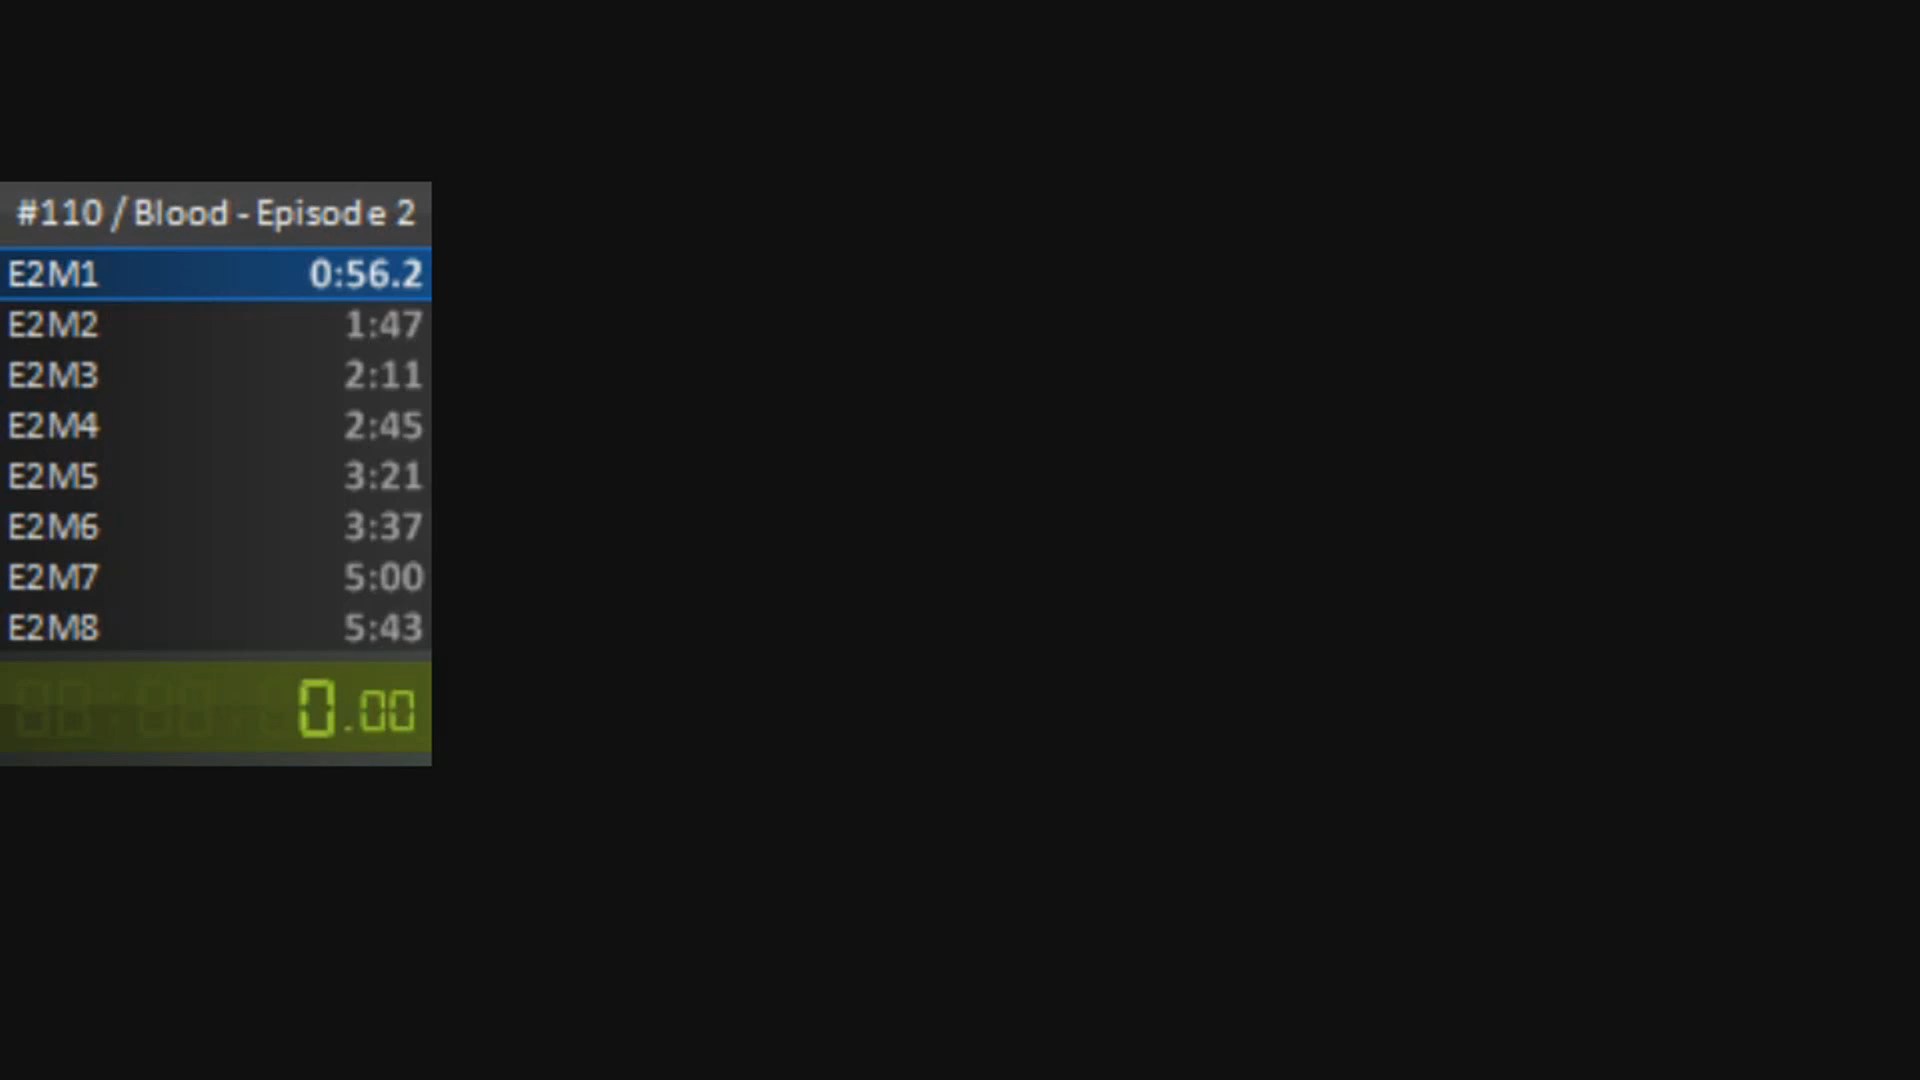 #110 / Blood - Episode 2
E2M1 0:56.2
E2M2 1:47
E2M3 2:11
E2M4 2:45
E2M5 3:21
E2M6 3:37
E2M7 5:00
E2M8 5:43
0.00